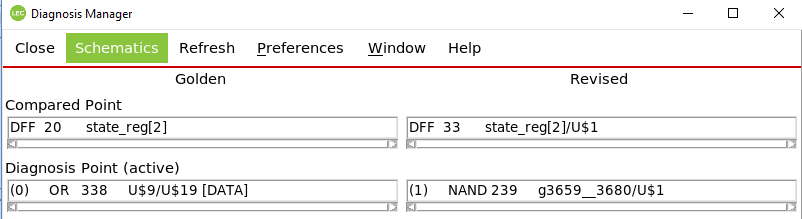 LEC Diagnosis Manager
Close Schematics Refresh Preferences Window Help
Golden Revised
Compared Point
DFF 20 state_reg[2] DFF 33 state_reg[2]/U$1
Diagnosis Point (active)
(0) OR 338 U$9/U$19 [DATA] (1) NAND 239 g3659__3680/U$1